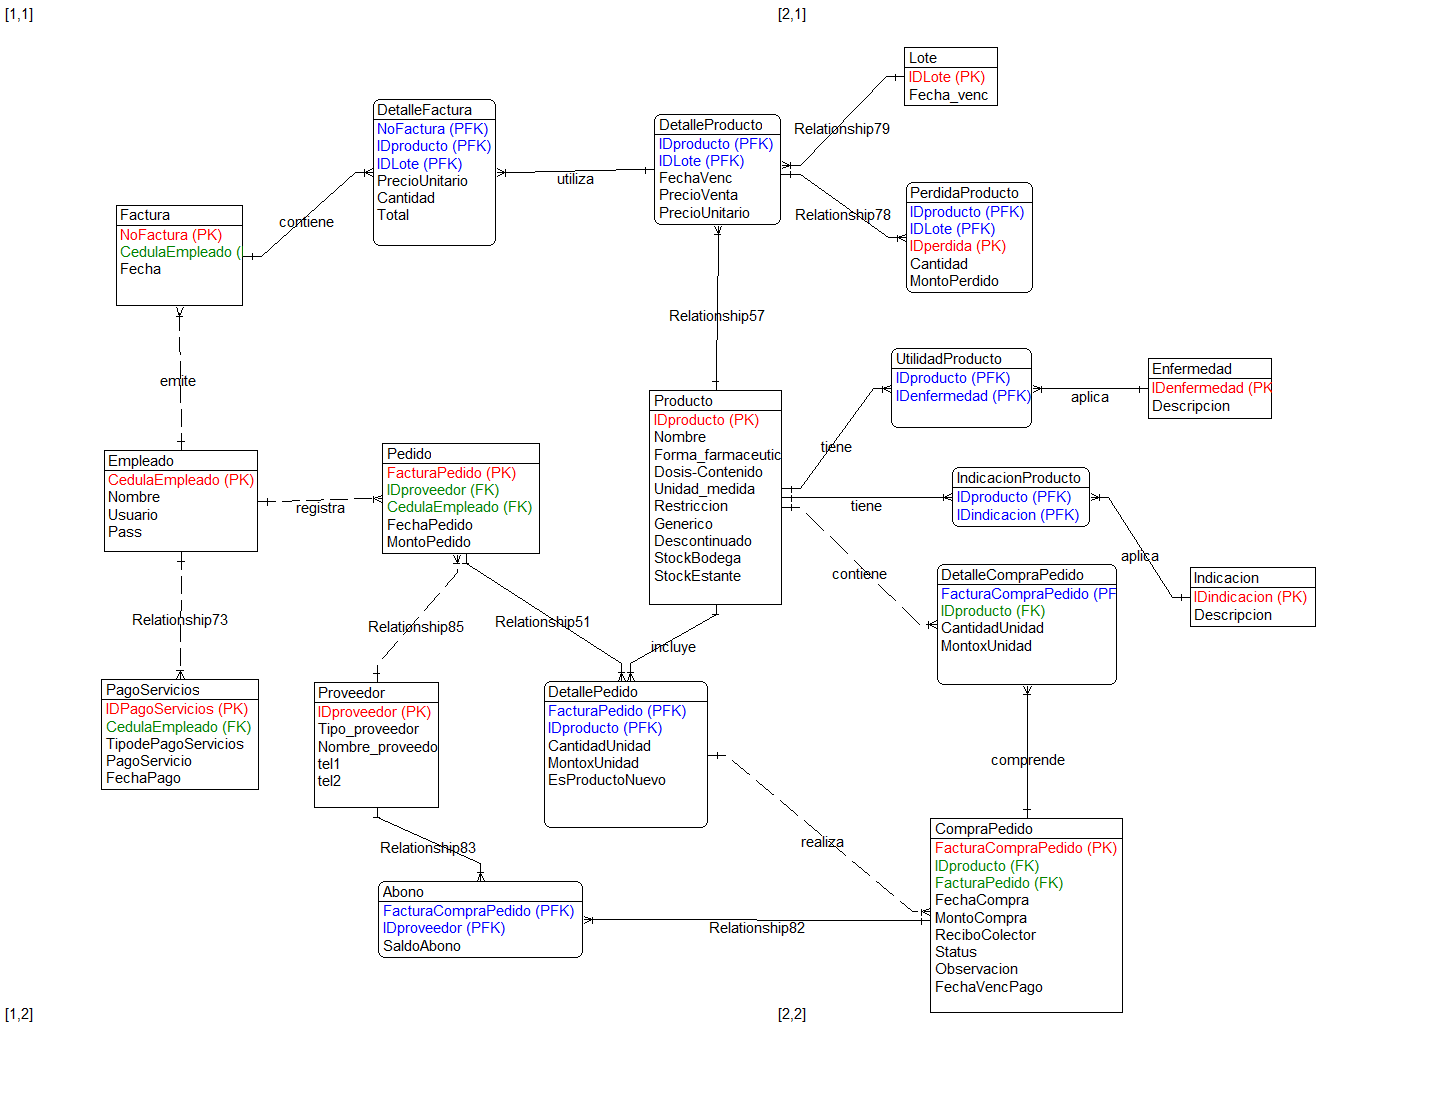 [1,1]
[2,1]
Lote
IDLote (PK)
Fecha_venc
Relationship79
DetalleFactura
NoFactura (PFK)
IDproducto (PFK)
IDLote (PFK)
PrecioUnitario
Cantidad
Total
utiliza
DetalleProducto
IDproducto (PFK)
IDLote (PFK)
FechaVenc
PrecioVenta
PrecioUnitario
Relationship78
PerdidaProducto
IDproducto (PFK)
IDLote (PFK)
IDperdida (PK)
Cantidad
MontoPerdido
Factura
NoFactura (PK)
CedulaEmpleado (
Fecha
contiene
Relationship57
emite
UtilidadProducto
IDproducto (PFK)
IDenfermedad (PFK)
aplica
Enfermedad
IDenfermedad (PK
Descripcion
Producto
IDproducto (PK)
Nombre
Forma_farmaceutic
Dosis-Contenido
Unidad_medida
Restriccion
Generico
Descontinuado
StockBodega
StockEstante
tiene
tiene
contiene
Empleado
CedulaEmpleado (PK)
Nombre
Usuario
Pass
registra
Pedido
FacturaPedido (PK)
IDproveedor (FK)
CedulaEmpleado (FK)
FechaPedido
MontoPedido
IndicacionProducto
IDproducto (PFK)
IDindicacion (PFK)
aplica
Indicacion
IDindicacion (PK)
Descripcion
DetalleCompraPedido
FacturaCompraPedido (PF
IDproducto (FK)
CantidadUnidad
MontoxUnidad
Relationship73
Relationship85
Relationship51
incluye
PagoServicios
IDPagoServicios (PK)
CedulaEmpleado (FK)
TipodePagoServicios
PagoServicio
FechaPago
Proveedor
IDproveedor (PK)
Tipo_proveedor
Nombre_proveedo
tel1
tel2
DetallePedido
FacturaPedido (PFK)
IDproducto (PFK)
CantidadUnidad
MontoxUnidad
EsProductoNuevo
comprende
realiza
Relationship83
CompraPedido
FacturaCompraPedido (PK)
IDproducto (FK)
FacturaPedido (FK)
FechaCompra
MontoCompra
ReciboColector
Status
Observacion
FechaVencPago
Abono
FacturaCompraPedido (PFK)
IDproveedor (PFK)
SaldoAbono
Relationship82
[1,2]
[2,2]